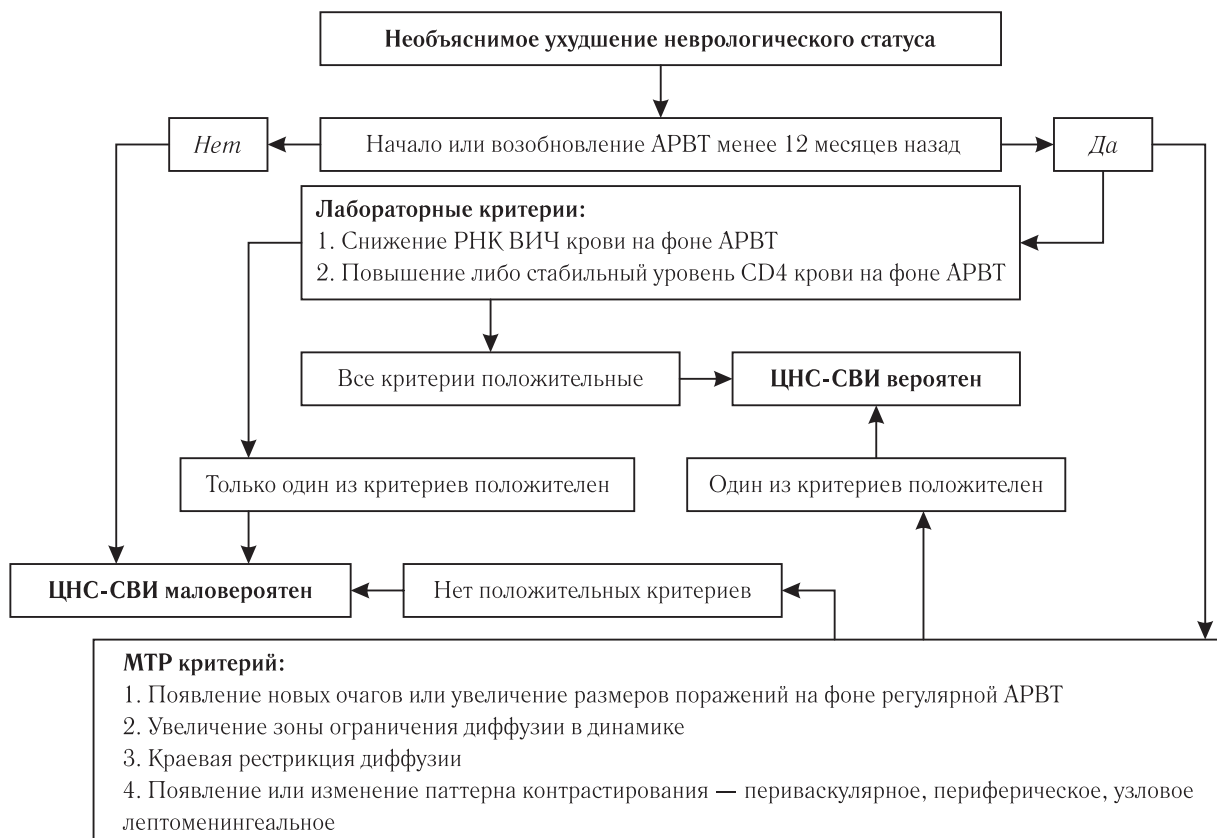 Необъяснимое ухудшение неврологического статуса
Нет
Начало или возобновление АРВТ менее 12 месяцев назад
Да
Лабораторные критерии:
1. Снижение РНК ВИЧ крови на фоне АРВТ
2. Повышение либо стабильный уровень CD4 крови на фоне АРВТ
Все критерии положительные
ЦНС-СВИ вероятен
Только один из критериев положителен
Один из критериев положителен
ЦНС-СВИ маловероятен
Нет положительных критериев
МТР критерий:
1. Появление новых очагов или увеличение размеров поражений на фоне регулярной АРВТ
2. Увеличение зоны ограничения диффузии в динамике
3. Краевая рестрикция диффузии
4. Появление или изменение паттерна контрастирования — периваскулярное, периферическое, узловое
лептоменингеальное